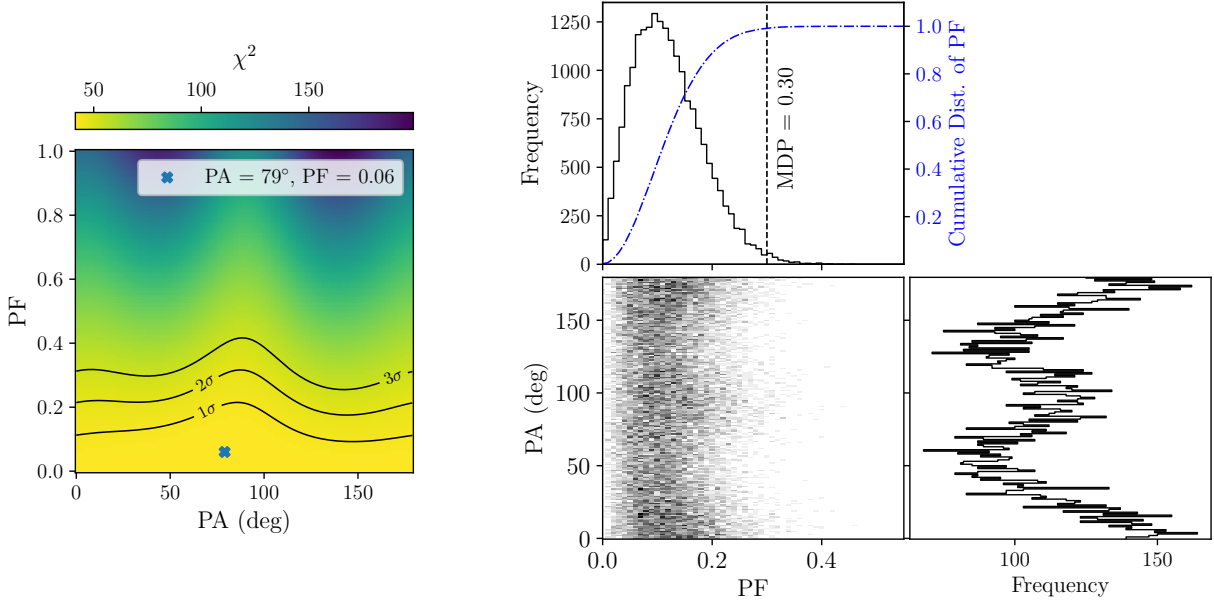 χ²
50 100 150
1.0
0.8
0.6
0.4
0.2
0.0
PF
PA = 79°, PF = 0.06
1σ
2σ
3σ
0 50 100 150
PA (deg)
1250
1000
750
500
250
0
Frequency
MDP = 0.30
1.0
0.8
0.6
0.4
0.2
Cumulative Dist. of PF
150
100
50
0
PA (deg)
0.0 0.2 0.4
PF
100 150
Frequency